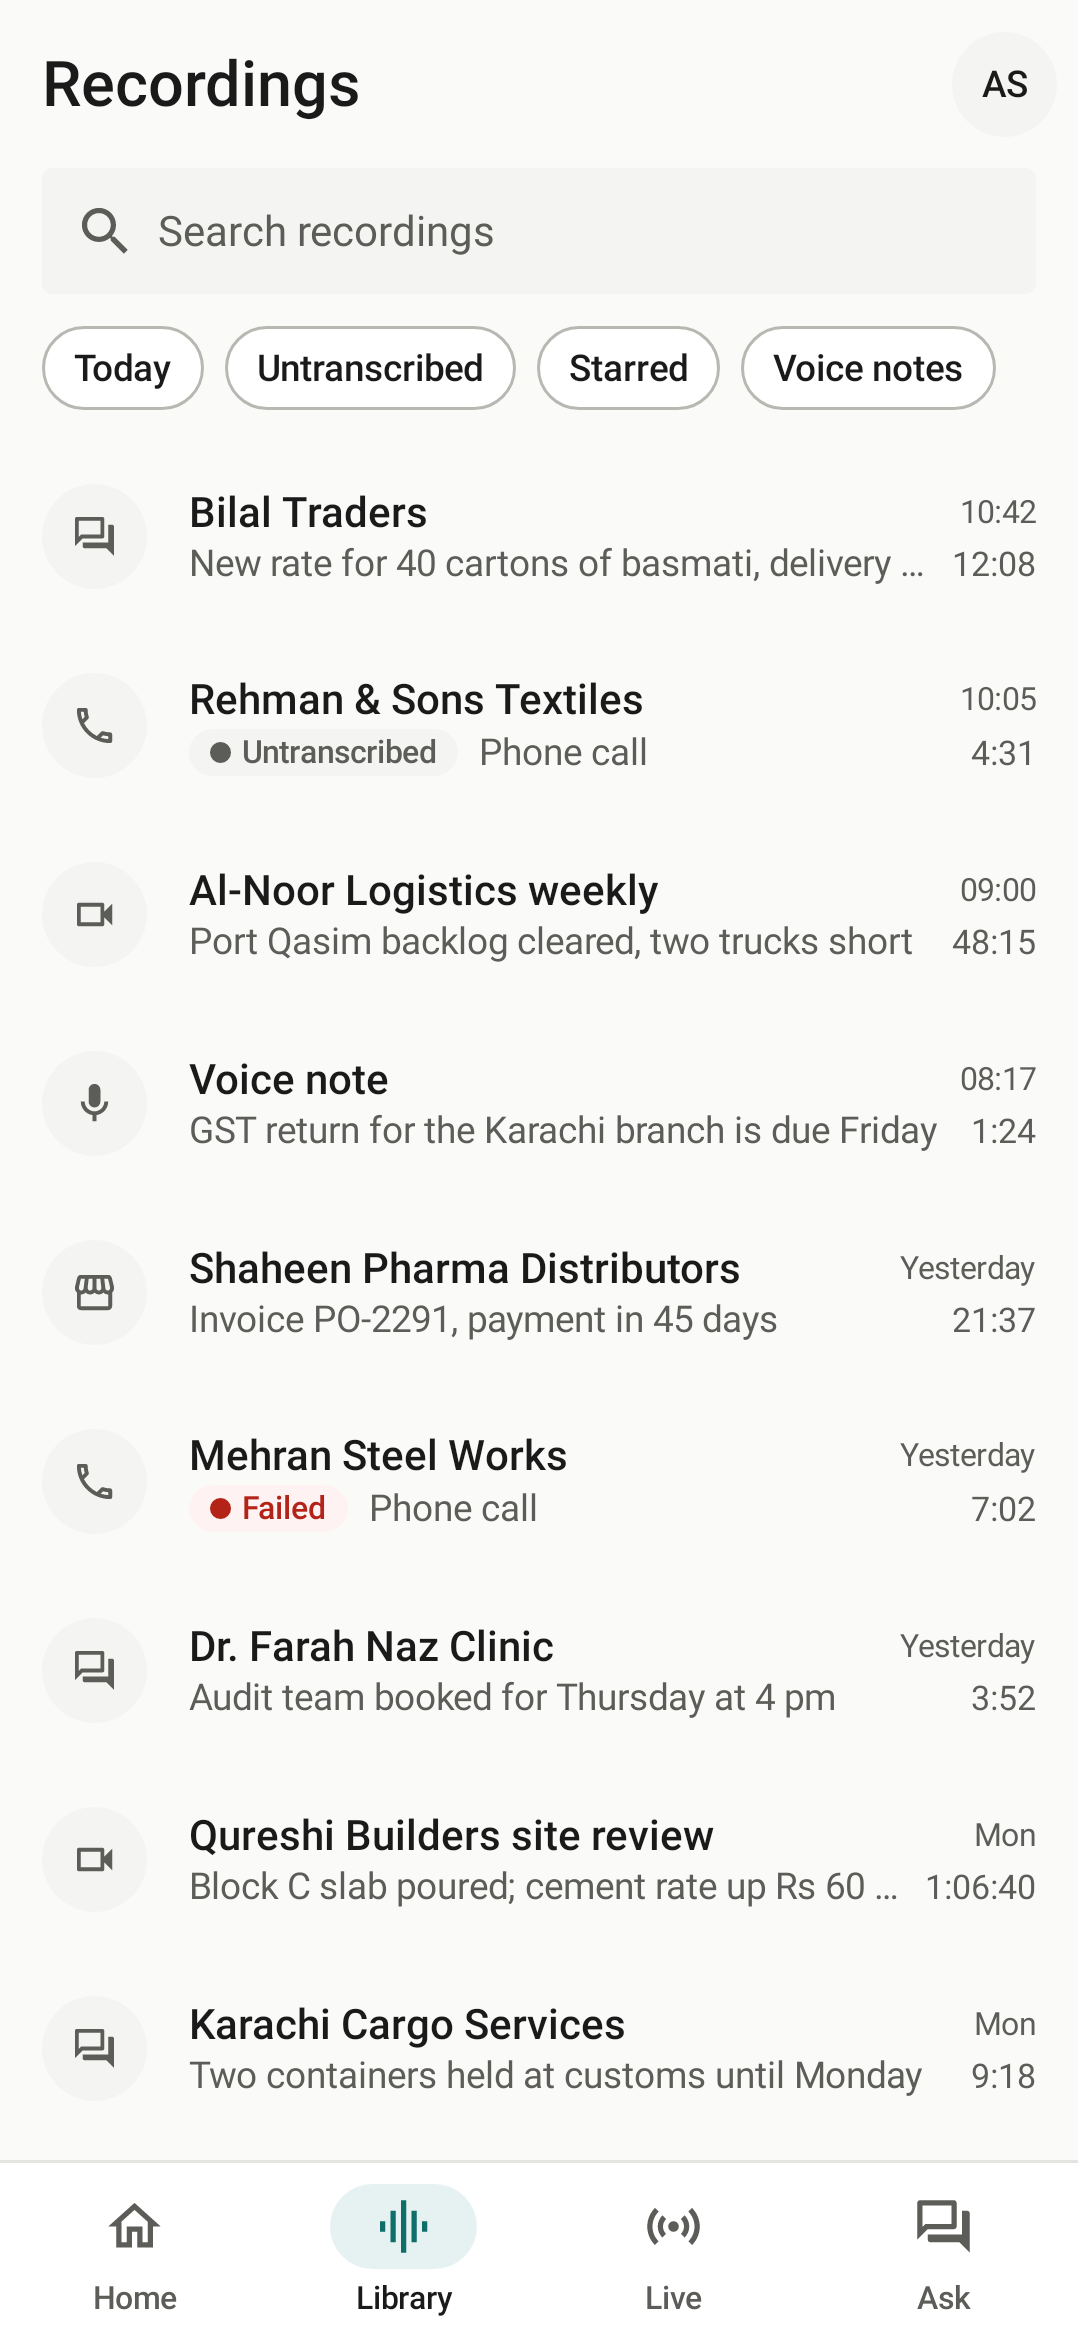 Recordings
AS
Search recordings
Today Untranscribed Starred Voice notes
Bilal Traders 10:42
New rate for 40 cartons of basmati, delivery ... 12:08
Rehman & Sons Textiles 10:05
Untranscribed Phone call 4:31
Al-Noor Logistics weekly 09:00
Port Qasim backlog cleared, two trucks short 48:15
Voice note 08:17
GST return for the Karachi branch is due Friday 1:24
Shaheen Pharma Distributors Yesterday
Invoice PO-2291, payment in 45 days 21:37
Mehran Steel Works Yesterday
Failed Phone call 7:02
Dr. Farah Naz Clinic Yesterday
Audit team booked for Thursday at 4 pm 3:52
Qureshi Builders site review Mon
Block C slab poured; cement rate up Rs 60 ... 1:06:40
Karachi Cargo Services Mon
Two containers held at customs until Monday 9:18
Home Library Live Ask